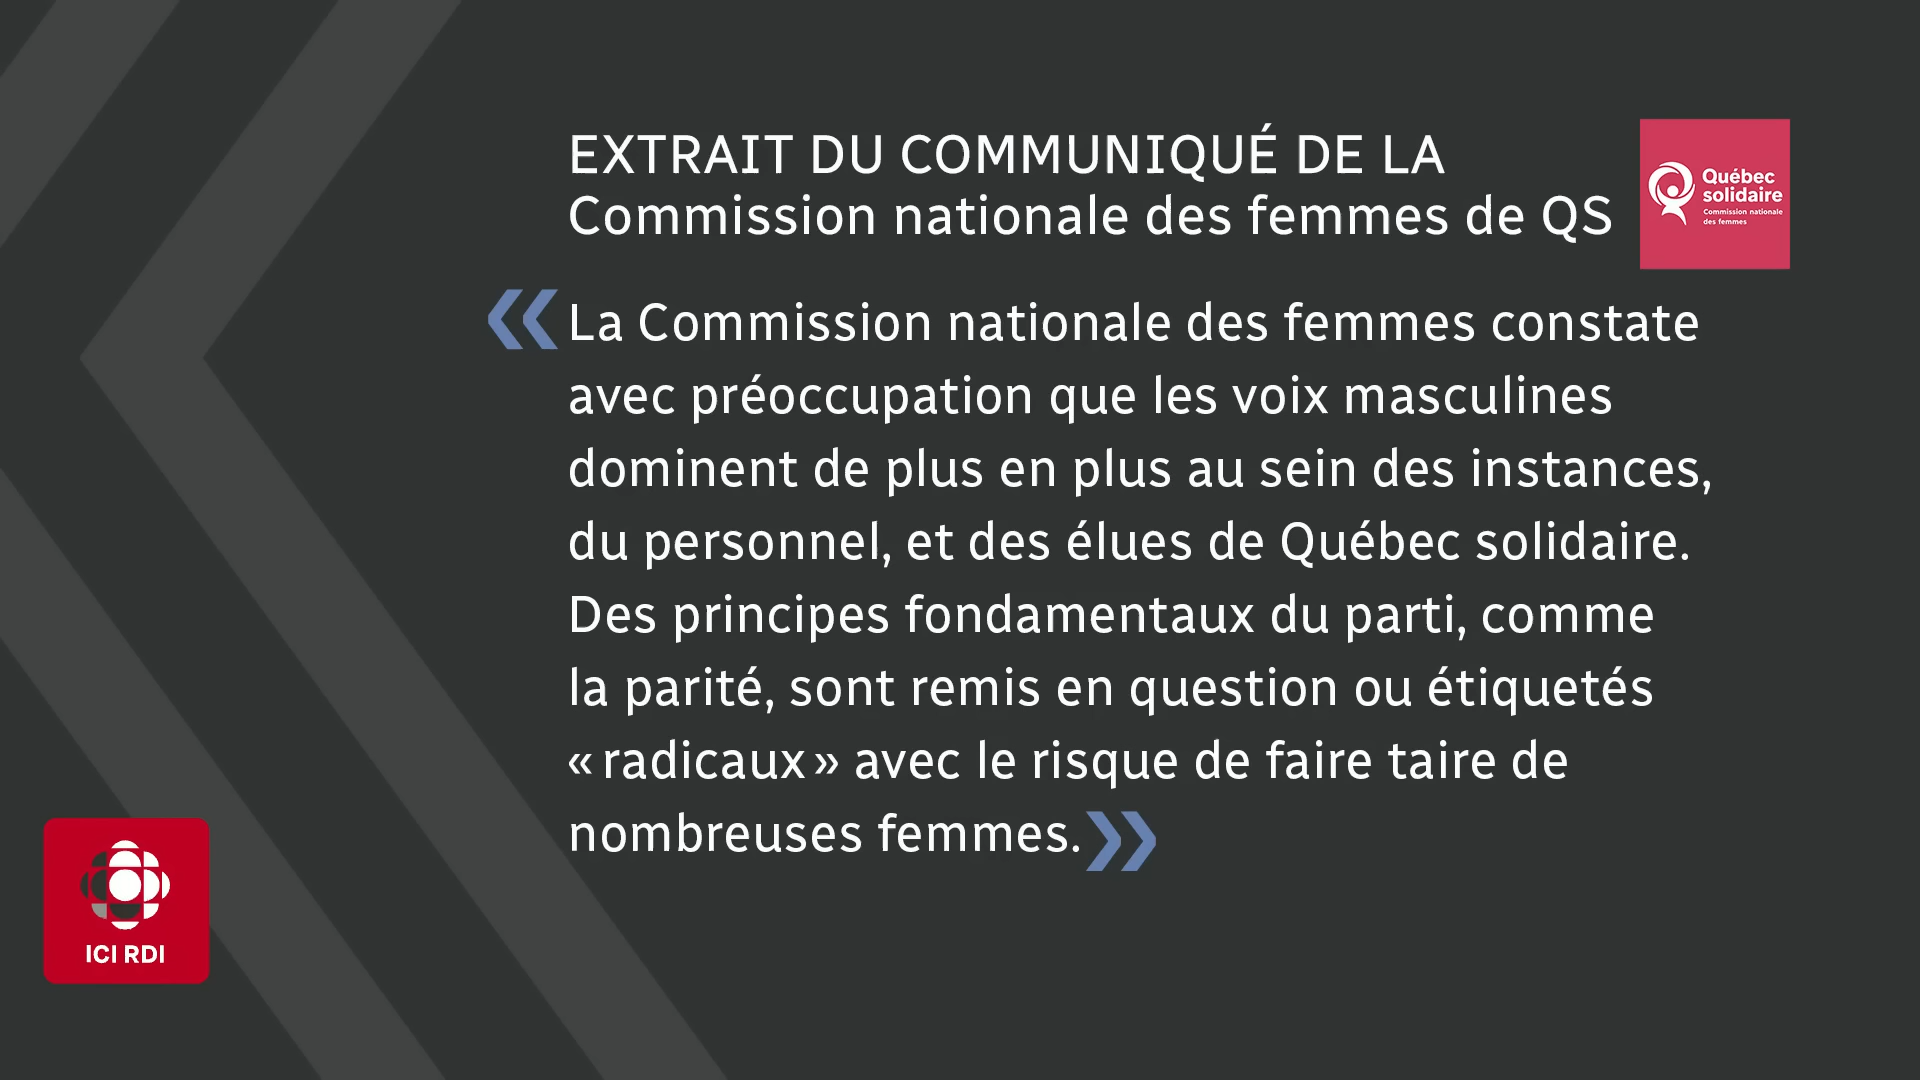 EXTRAIT DU COMMUNIQUÉ DE LA
Commission nationale des femmes de QS
Québec
solidaire
Commission nationale
des femmes
« La Commission nationale des femmes constate
avec préoccupation que les voix masculines
dominent de plus en plus au sein des instances,
du personnel, et des élues de Québec solidaire.
Des principes fondamentaux du parti, comme
la parité, sont remis en question ou étiquetés
« radicaux » avec le risque de faire taire de
nombreuses femmes. »
ICI RDI